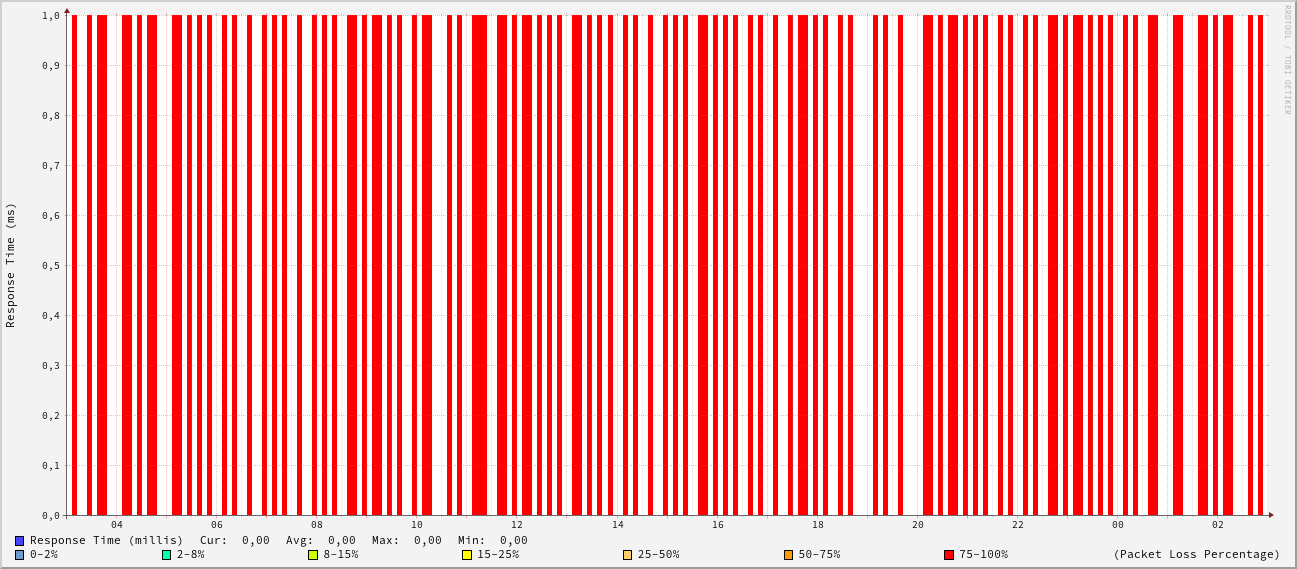 RRDTOOL / TOBI OETIKER
Response Time (ms)
1,0
0,9
0,8
0,7
0,6
0,5
0,4
0,3
0,2
0,1
0,0
04 06 08 10 12 14 16 18 20 22 00 02
Response Time (millis) Cur: 0,00 Avg: 0,00 Max: 0,00 Min: 0,00
0-2% 2-8% 8-15% 15-25% 25-50% 50-75% 75-100% (Packet Loss Percentage)